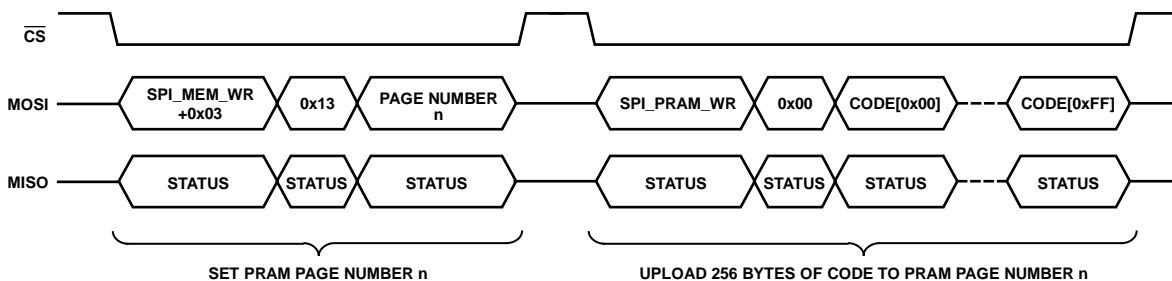 CS
MOSI SPI_MEM_WR +0x03 0x13 PAGE NUMBER n SPI_PRAM_WR 0x00 CODE[0x00] CODE[0xFF]
MISO STATUS STATUS STATUS STATUS STATUS STATUS STATUS
SET PRAM PAGE NUMBER n UPLOAD 256 BYTES OF CODE TO PRAM PAGE NUMBER n